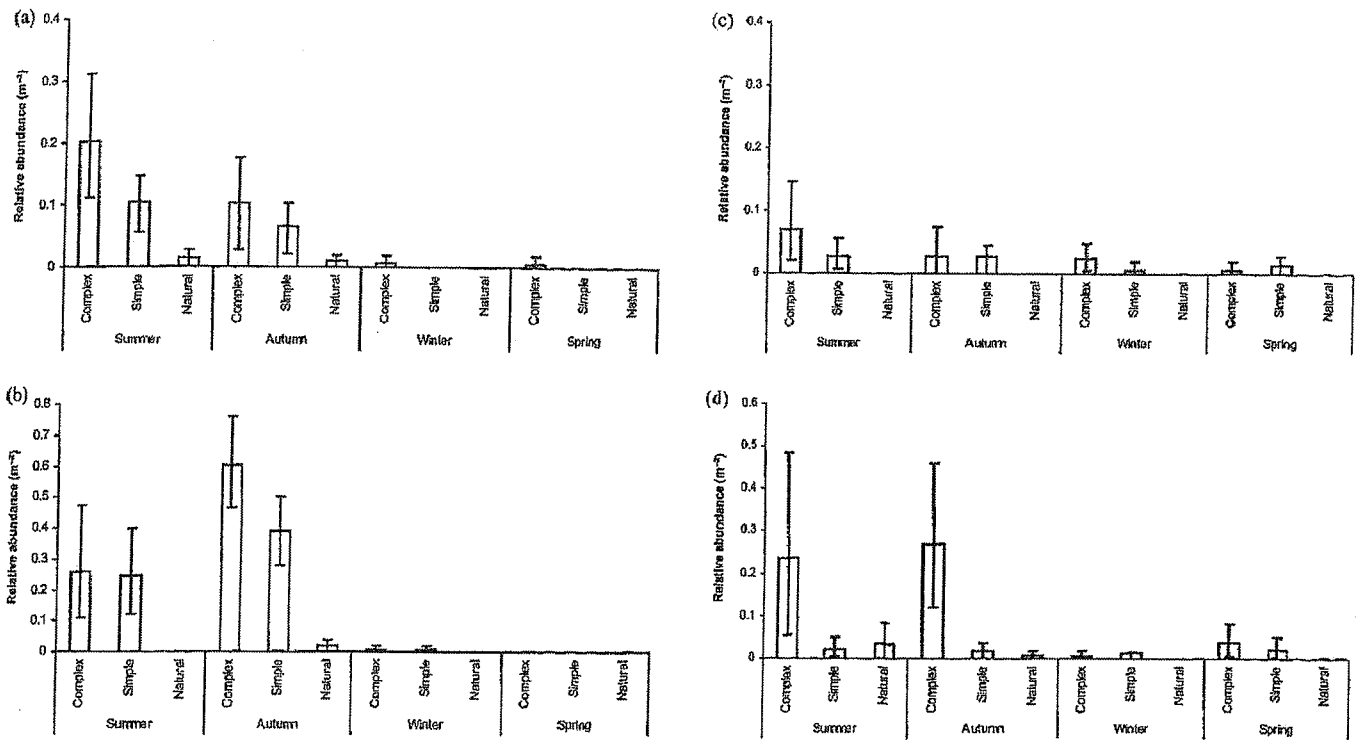 (a)
Relative abundance (m⁻²)
0.4
0.3
0.2
0.1
0
Complex
Simple
Natural
Complex
Simple
Natural
Complex
Simple
Natural
Complex
Simple
Natural
Summer
Autumn
Winter
Spring
(c)
Relative abundance (m⁻²)
0.4
0.3
0.2
0.1
0
Complex
Simple
Natural
Complex
Simple
Natural
Complex
Simple
Natural
Complex
Simple
Natural
Summer
Autumn
Winter
Spring
(b)
Relative abundance (m⁻²)
0.8
0.7
0.6
0.5
0.4
0.3
0.2
0.1
0
Complex
Simple
Natural
Complex
Simple
Natural
Complex
Simple
Natural
Complex
Simple
Natural
Summer
Autumn
Winter
Spring
(d)
Relative abundance (m⁻²)
0.6
0.5
0.4
0.3
0.2
0.1
0
Complex
Simple
Natural
Complex
Simple
Natural
Complex
Simple
Natural
Complex
Simple
Natural
Summer
Autumn
Winter
Spring